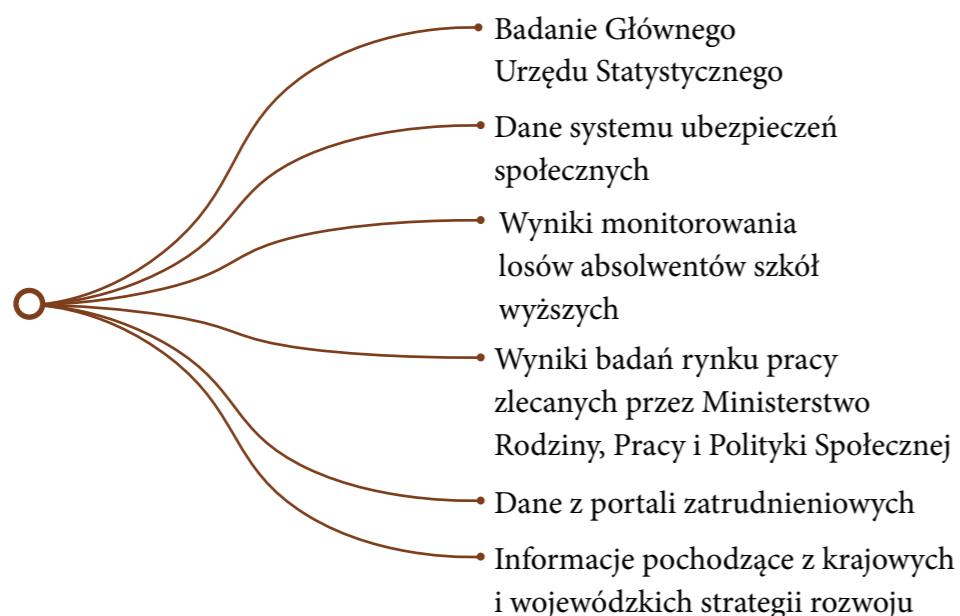 Badanie Głównego
Urzędu Statystycznego
Dane systemu ubezpieczeń
społecznych
Wyniki monitorowania
losów absolwentów szkół
wyższych
Wyniki badań rynku pracy
zlecanych przez Ministerstwo
Rodziny, Pracy i Polityki Społecznej
Dane z portali zatrudnieniowych
Informacje pochodzące z krajowych
i wojewódzkich strategii rozwoju